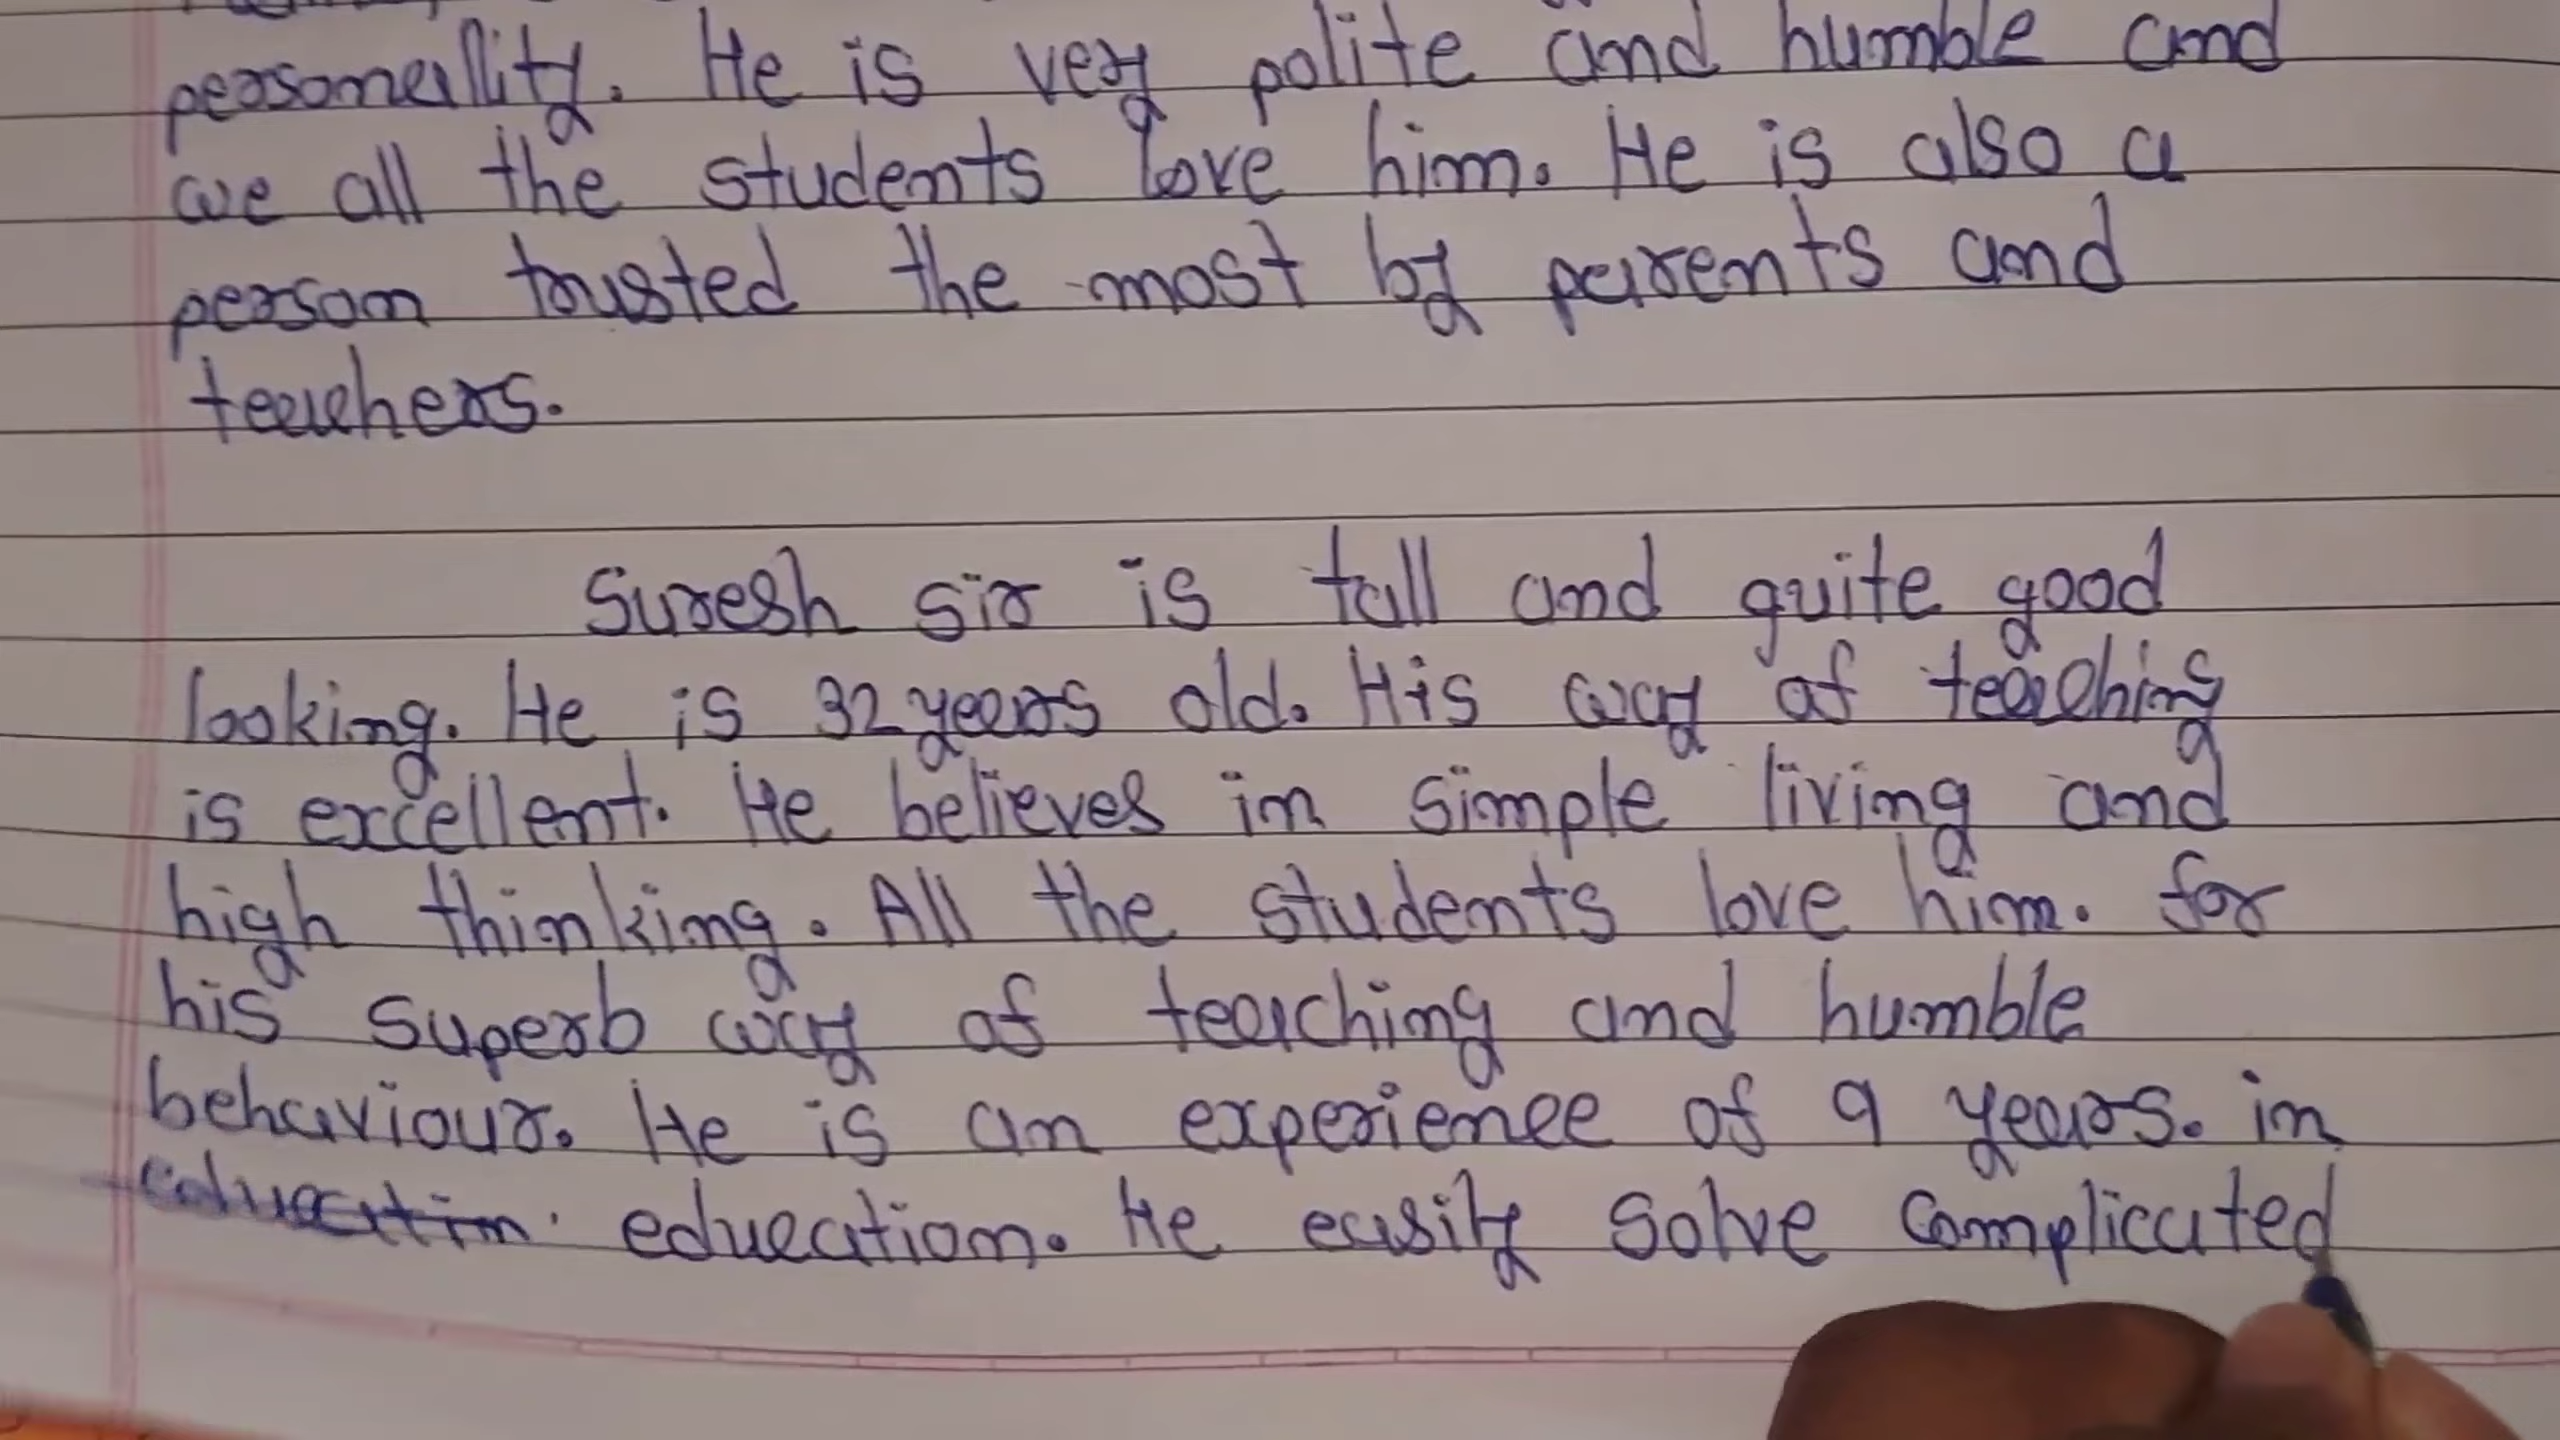 personallity. He is very polite and humble and
we all the students love him. He is also a
person trusted the most by parents and
teachers.
Suresh sir is tall and quite good
looking. He is 32 years old. His way of teaching
is excellent. He believes in simple living and
high thinking. All the students love him. for
his superb way of teaching and humble
behaviour. He is an experience of 9 years. in
education. He easily solve complicated